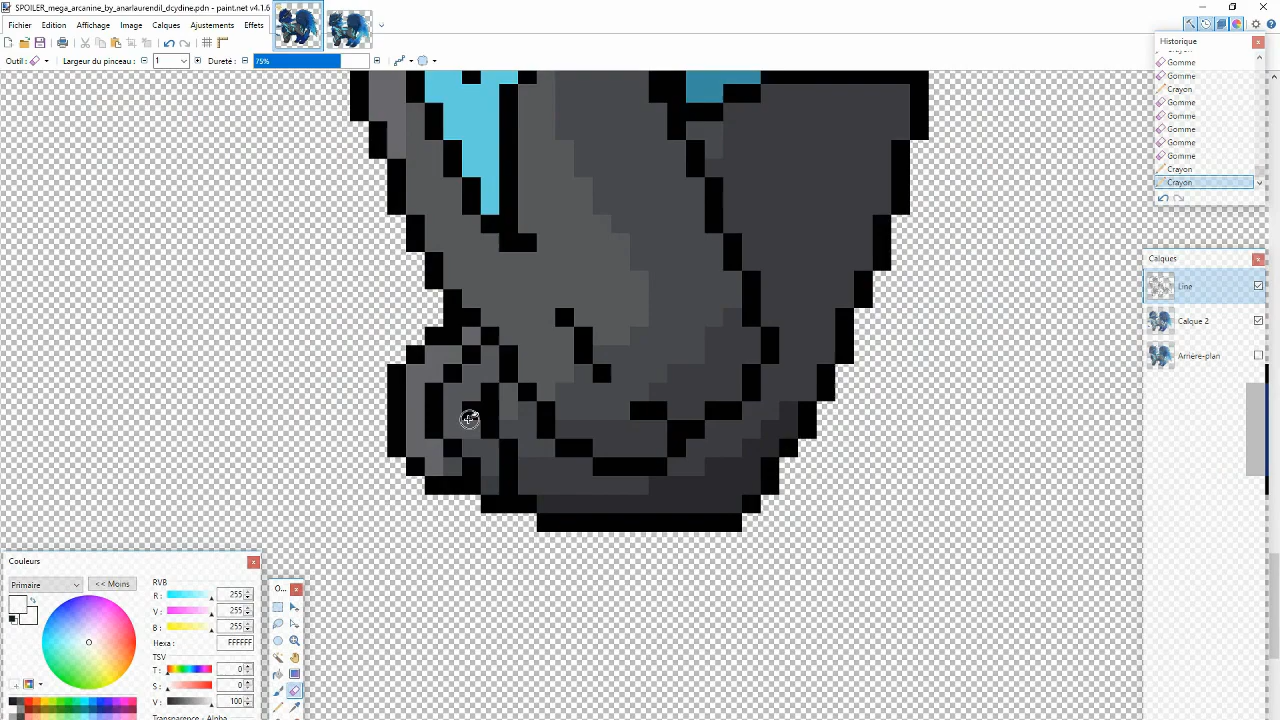 SPOILER_mega_arcanine_by_anarlaurendil_dcydine.pdn - paint.net v4.1.6
Fichier Edition Affichage Image Calques Ajustements Effets
Outil : Largeur du pinceau : 1 Dureté : 75%
Historique
Gomme
Gomme
Crayon
Gomme
Gomme
Gomme
Gomme
Gomme
Crayon
Crayon
Calques
Line
Calque 2
Arrière-plan
Couleurs
Primaire
<< Moins
RVB
R : 255
V : 255
B : 255
Hexa : FFFFFF
TSV
T : 0
S : 0
V : 100
Transparence - Alpha
O...